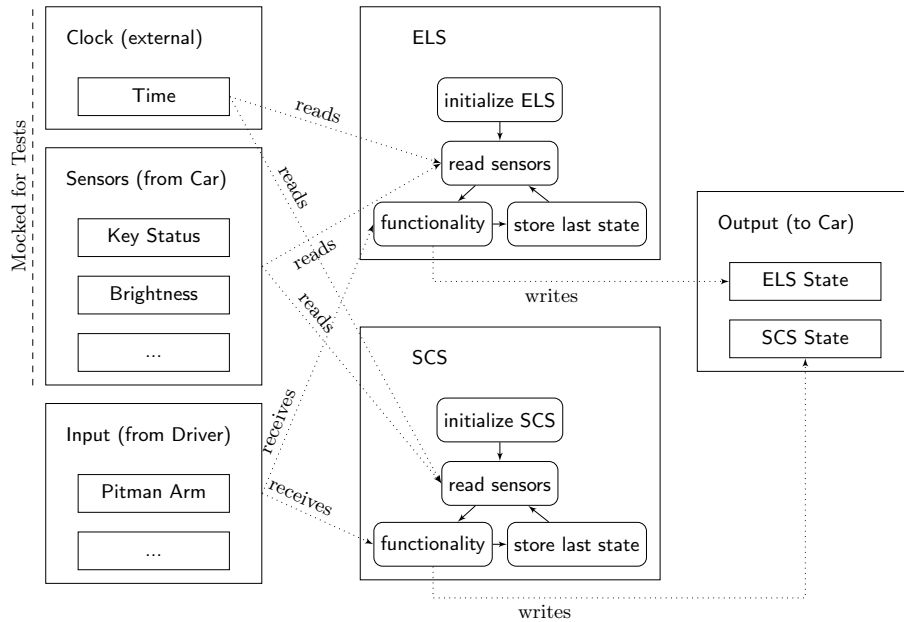 Mocked for Tests
Clock (external)
Time
Sensors (from Car)
Key Status
Brightness
...
Input (from Driver)
Pitman Arm
...
reads
reads
reads
reads
receives
receives
ELS
initialize ELS
read sensors
functionality
store last state
writes
SCS
initialize SCS
read sensors
functionality
store last state
writes
Output (to Car)
ELS State
SCS State